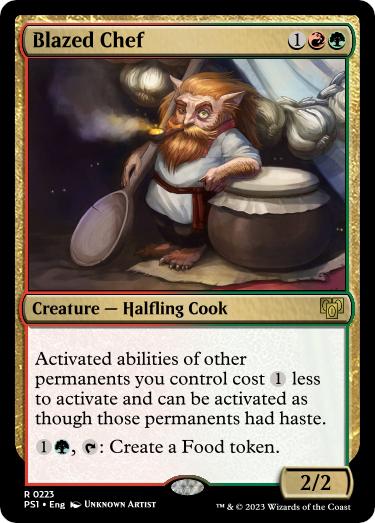 Blazed Chef 1
Creature — Halfling Cook
Activated abilities of other
permanents you control cost 1 less
to activate and can be activated as
though those permanents had haste.
1, : Create a Food token.
2/2
R 0223
PS1 • Eng Unknown Artist
™ & © 2023 Wizards of the Coast